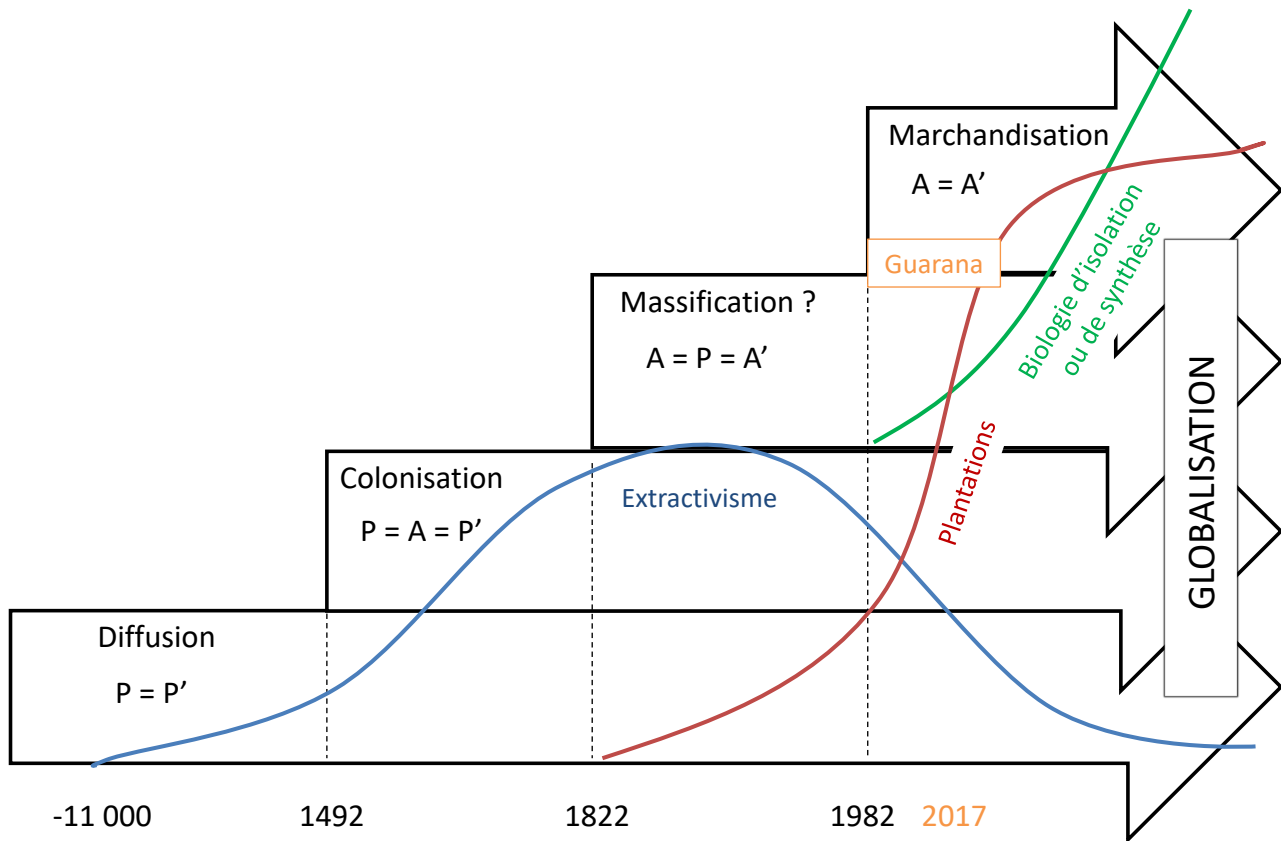 Marchandisation
A = A’
Guarana
Massification ?
A = P = A’
Biologie d’isolation
ou de synthèse
Colonisation
P = A = P’
Extractivisme
Plantations
GLOBALISATION
Diffusion
P = P’
-11 000
1492
1822
1982
2017